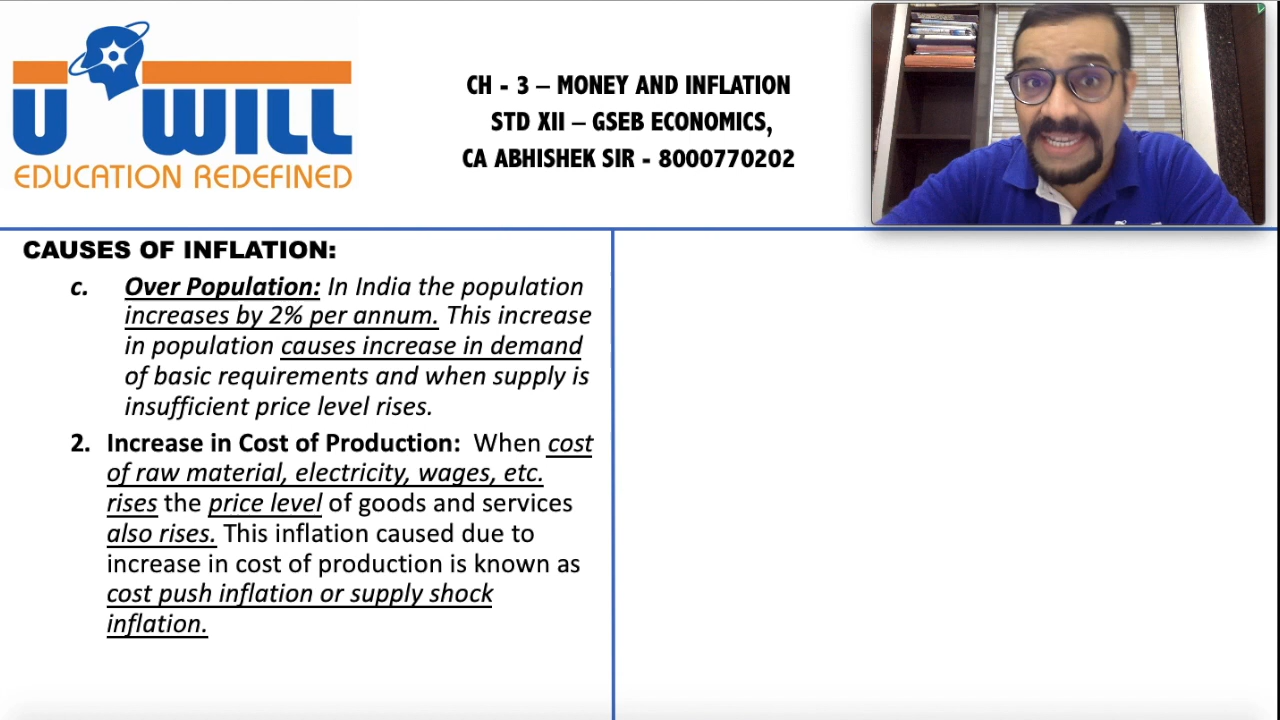 U WILL
EDUCATION REDEFINED
CH - 3 – MONEY AND INFLATION
STD XII – GSEB ECONOMICS,
CA ABHISHEK SIR - 8000770202
CAUSES OF INFLATION:
c. Over Population: In India the population
increases by 2% per annum. This increase
in population causes increase in demand
of basic requirements and when supply is
insufficient price level rises.
2. Increase in Cost of Production: When cost
of raw material, electricity, wages, etc.
rises the price level of goods and services
also rises. This inflation caused due to
increase in cost of production is known as
cost push inflation or supply shock
inflation.